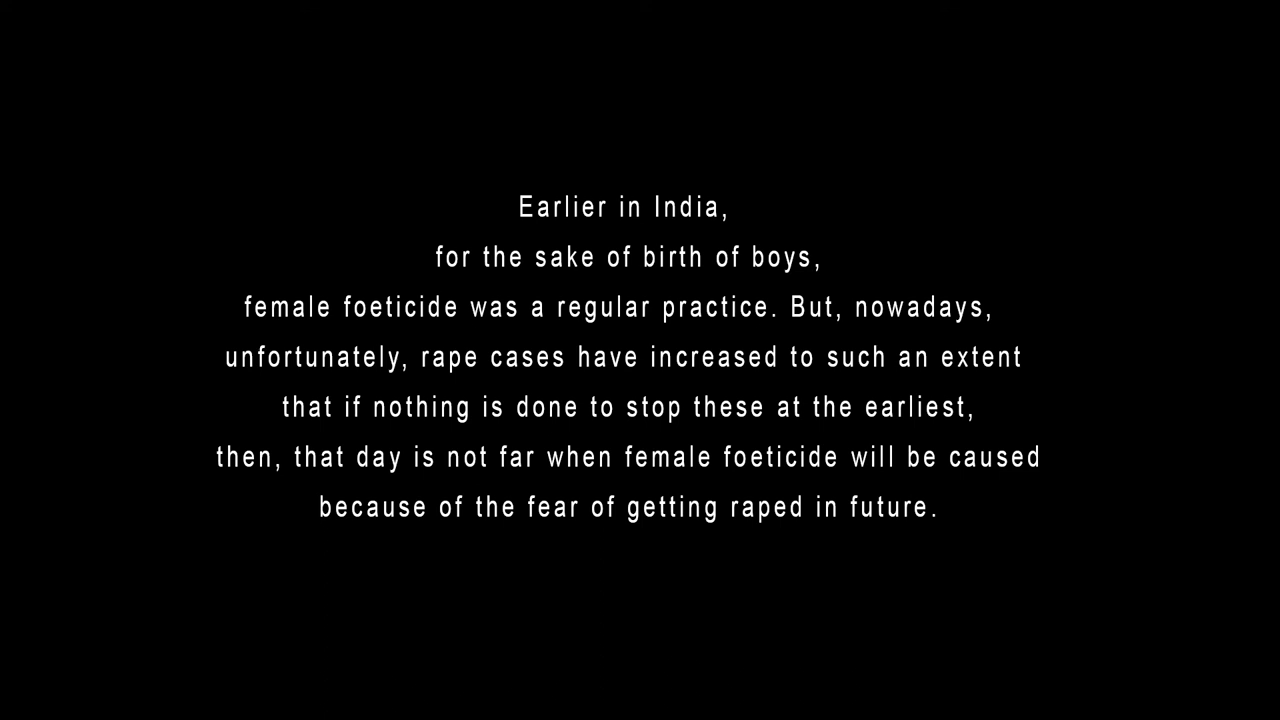 Earlier in India,
for the sake of birth of boys,
female foeticide was a regular practice. But, nowadays,
unfortunately, rape cases have increased to such an extent
that if nothing is done to stop these at the earliest,
then, that day is not far when female foeticide will be caused
because of the fear of getting raped in future.